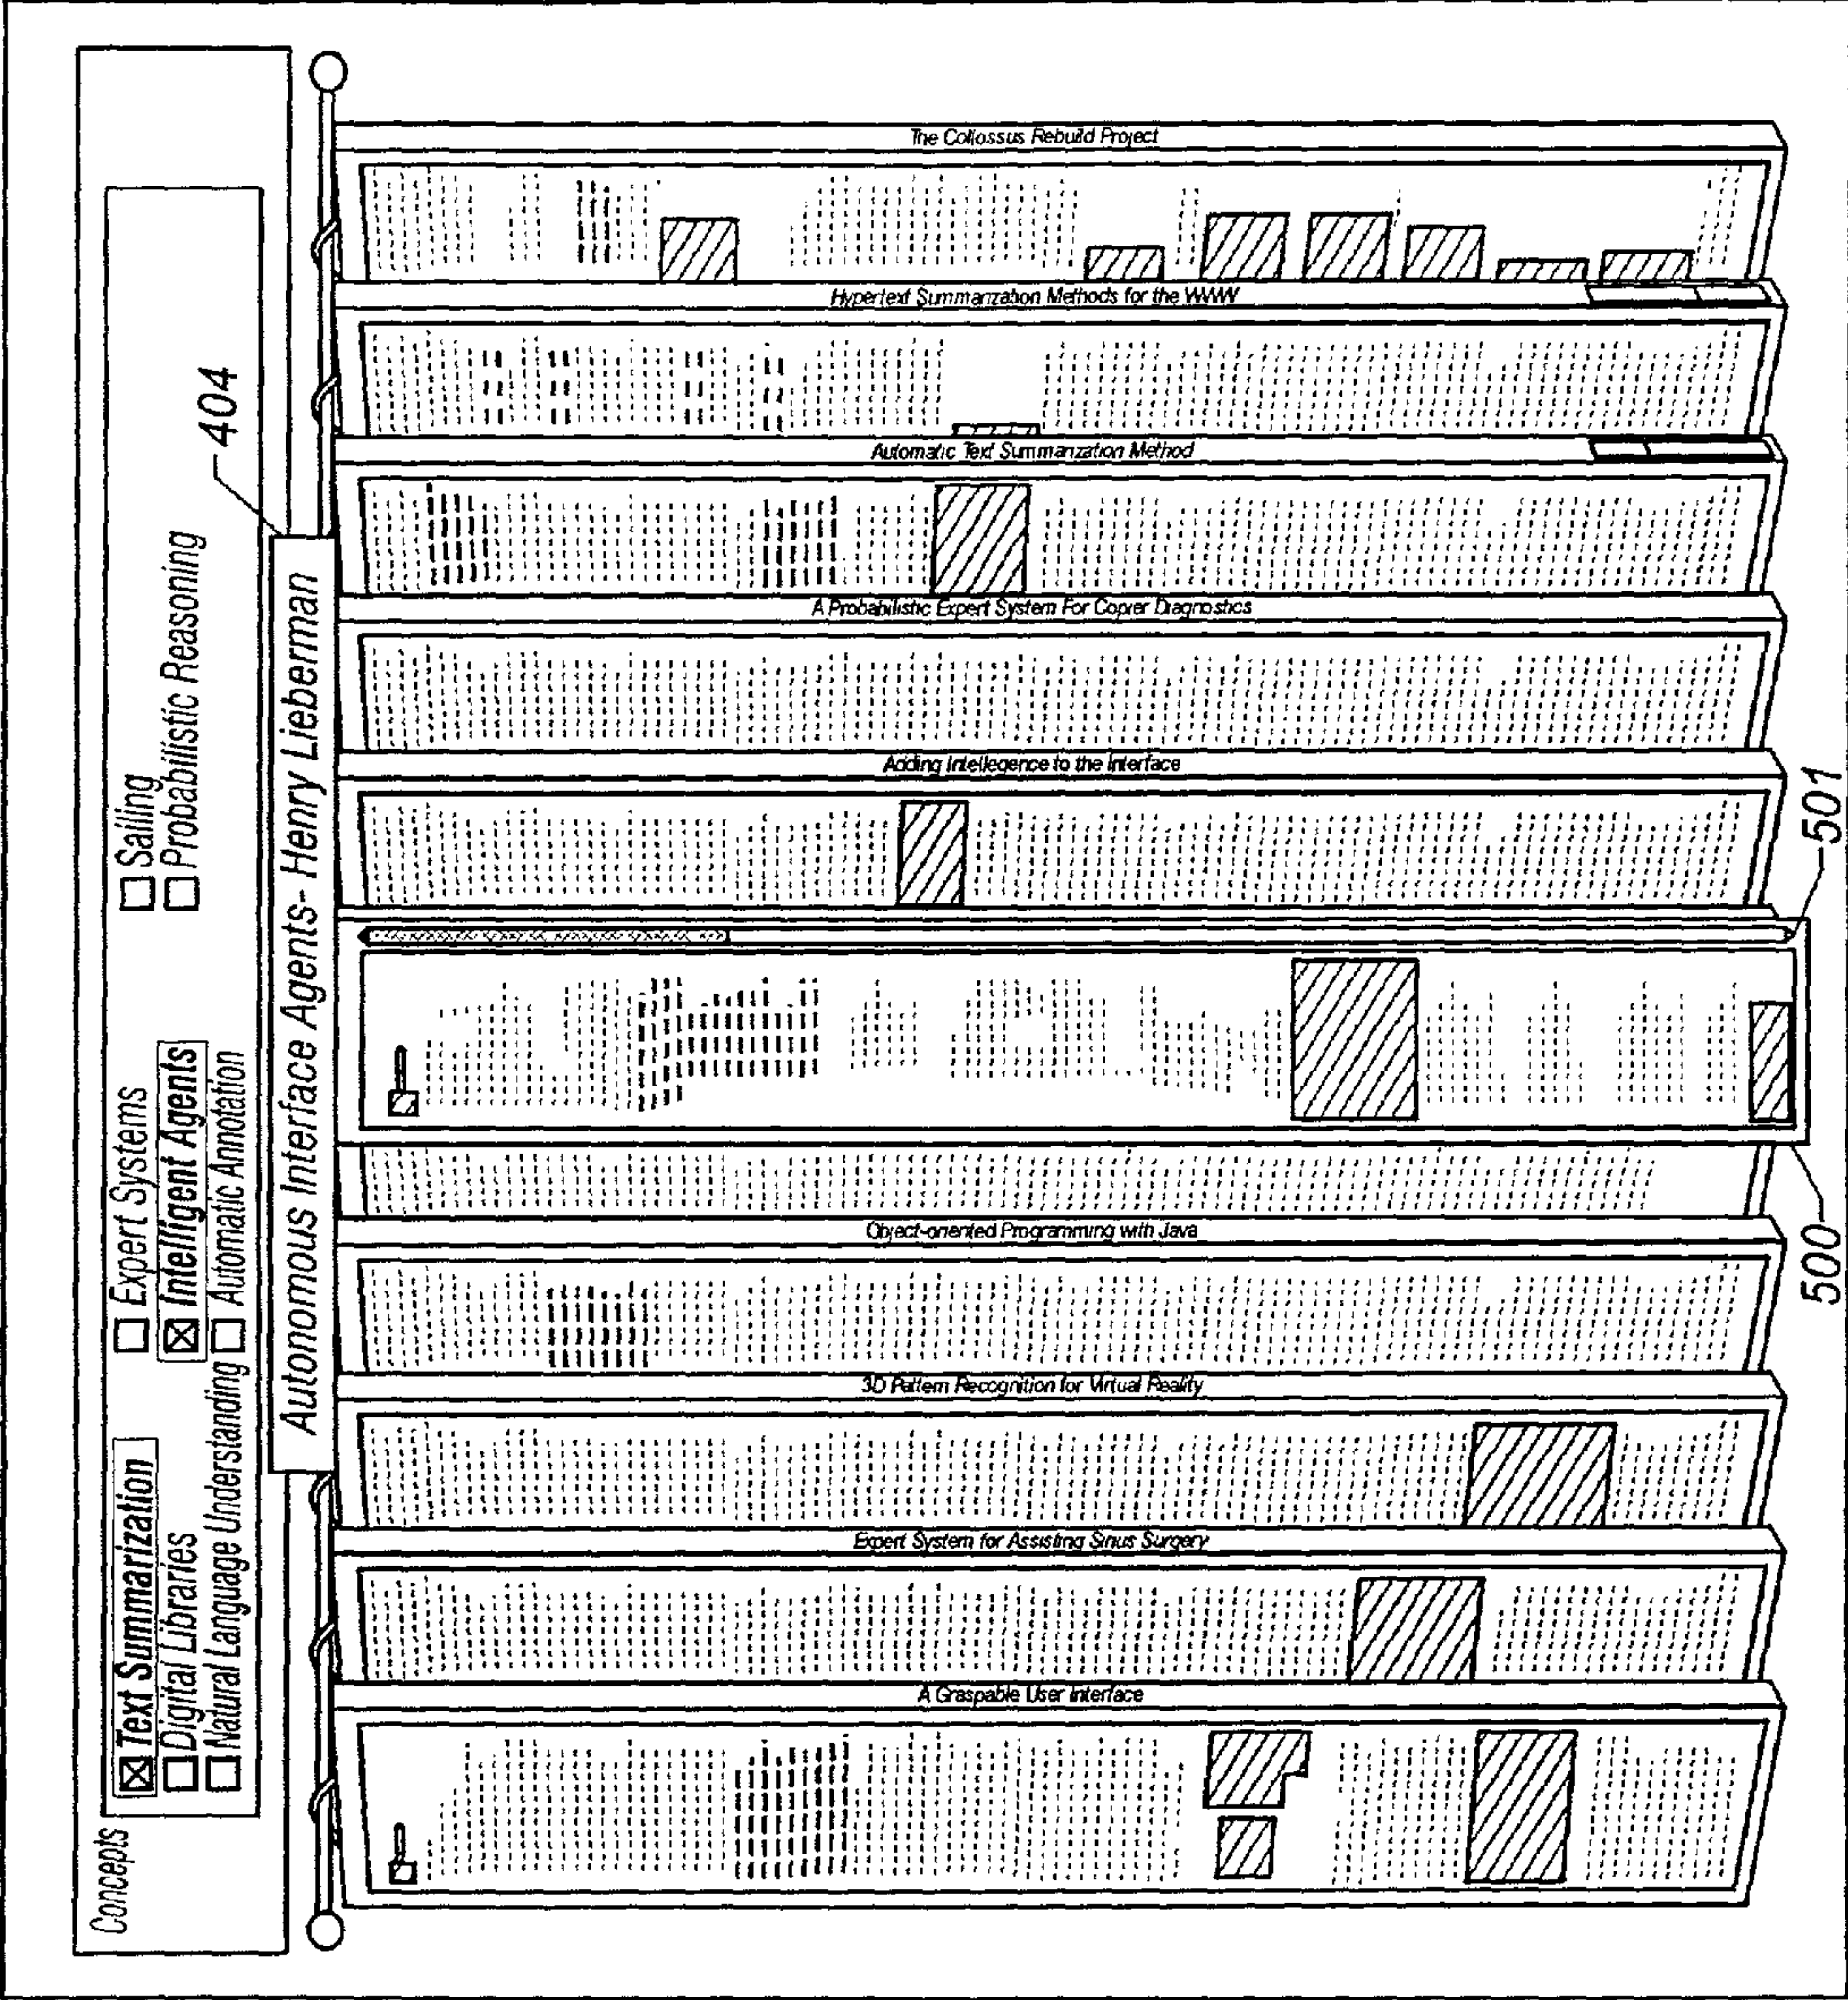 Concepts
Text Summarization Expert Systems Sailing
Digital Libraries Intelligent Agents Probabilistic Reasoning
Natural Language Understanding Automatic Annotation
404
Autonomous Interface Agents- Henry Lieberman
A Graspable User Interface
Expert System for Assisting Sinus Surgery
3D Pattern Recognition for Virtual Reality
Object-oriented Programming with Java
Adding Intellegence to the Interface
A Probabilistic Expert System For Copier Diagnostics
Automatic Text Summarization Method
Hypertext Summarization Methods for the WWW
The Collossus Rebuild Project
500
501